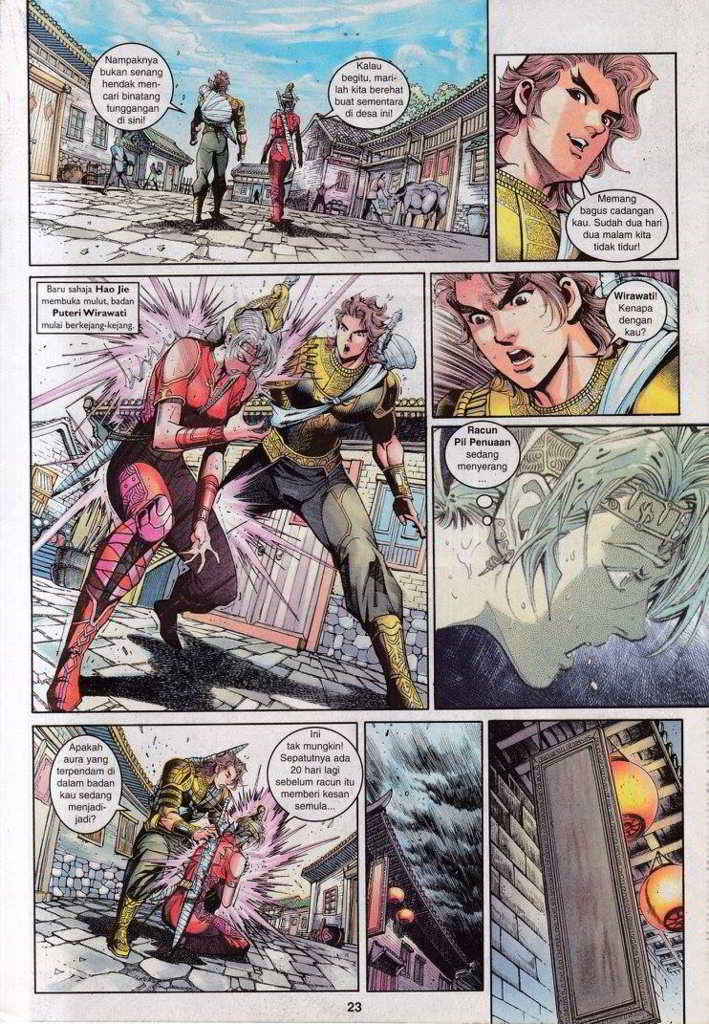 Nampaknya
bukan senang
hendak men-
cari binatang
tunggangan
di sini!
Kalau
begitu, mari-
lah kita berehat
buat sementara
di desa ini!
Memang
bagus cadangan
kau. Sudah dua hari
dua malam kita
tidak tidur!
Baru sahaja Hao Jie
membuka mulut, badan
Puteri Wirawati
mulai berkejang-kejang.
Wirawati!
Kenapa
dengan
kau?
Racun
Pil Penuaan
sedang
menyerang
...
Apakah
aura yang
terpendam di
dalam badan
kau sedang
menjadi-
jadi?
Ini
tak mungkin!
Sepatutnya ada
20 hari lagi
sebelum racun itu
memberi kesan
semula...
23